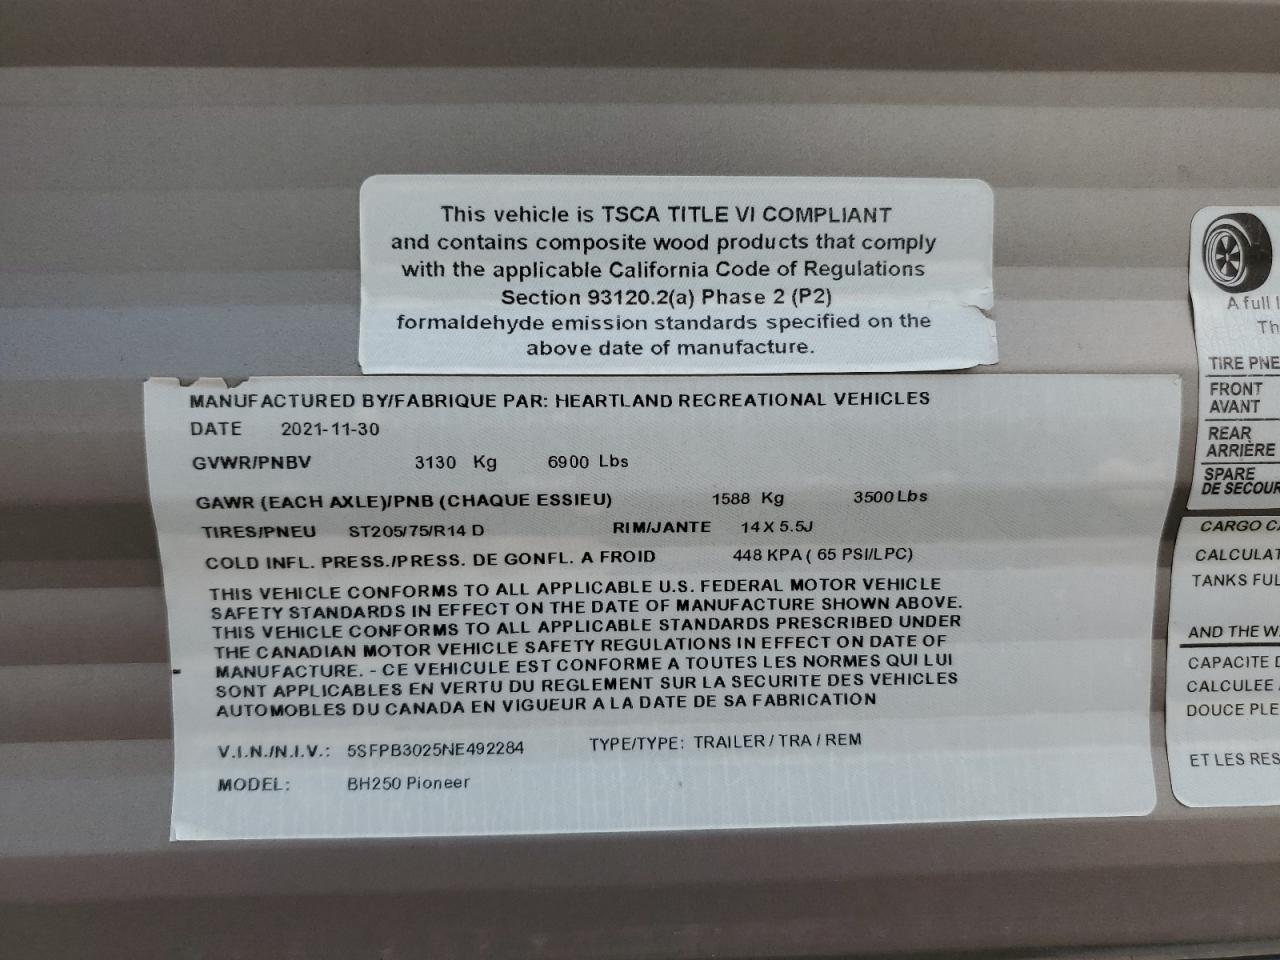 This vehicle is TSCA TITLE VI COMPLIANT
and contains composite wood products that comply
with the applicable California Code of Regulations
Section 93120.2(a) Phase 2 (P2)
formaldehyde emission standards specified on the
above date of manufacture.
MANUFACTURED BY/FABRIQUE PAR: HEARTLAND RECREATIONAL VEHICLES
DATE 2021-11-30
GVWR/PNBV 3130 Kg 6900 Lbs
GAWR (EACH AXLE)/PNB (CHAQUE ESSIEU) 1588 Kg 3500 Lbs
TIRES/PNEU ST205/75/R14 D RIM/JANTE 14 X 5.5J
COLD INFL. PRESS./PRESS. DE GONFL. A FROID 448 KPA ( 65 PSI/LPC)
THIS VEHICLE CONFORMS TO ALL APPLICABLE U.S. FEDERAL MOTOR VEHICLE
SAFETY STANDARDS IN EFFECT ON THE DATE OF MANUFACTURE SHOWN ABOVE.
THIS VEHICLE CONFORMS TO ALL APPLICABLE STANDARDS PRESCRIBED UNDER
THE CANADIAN MOTOR VEHICLE SAFETY REGULATIONS IN EFFECT ON DATE OF
MANUFACTURE. - CE VEHICULE EST CONFORME A TOUTES LES NORMES QUI LUI
SONT APPLICABLES EN VERTU DU REGLEMENT SUR LA SECURITE DES VEHICLES
AUTOMOBLES DU CANADA EN VIGUEUR A LA DATE DE SA FABRICATION
V.I.N./N.I.V.: 5SFPB3025NE492284 TYPE/TYPE: TRAILER / TRA / REM
MODEL: BH250 Pioneer
A full
Th
TIRE PNE
FRONT
AVANT
REAR
ARRIÈRE
SPARE
DE SECOUR
CARGO CA
CALCULAT
TANKS FUL
AND THE WA
CAPACITE D
CALCULEE
DOUCE PLE
ET LES RES